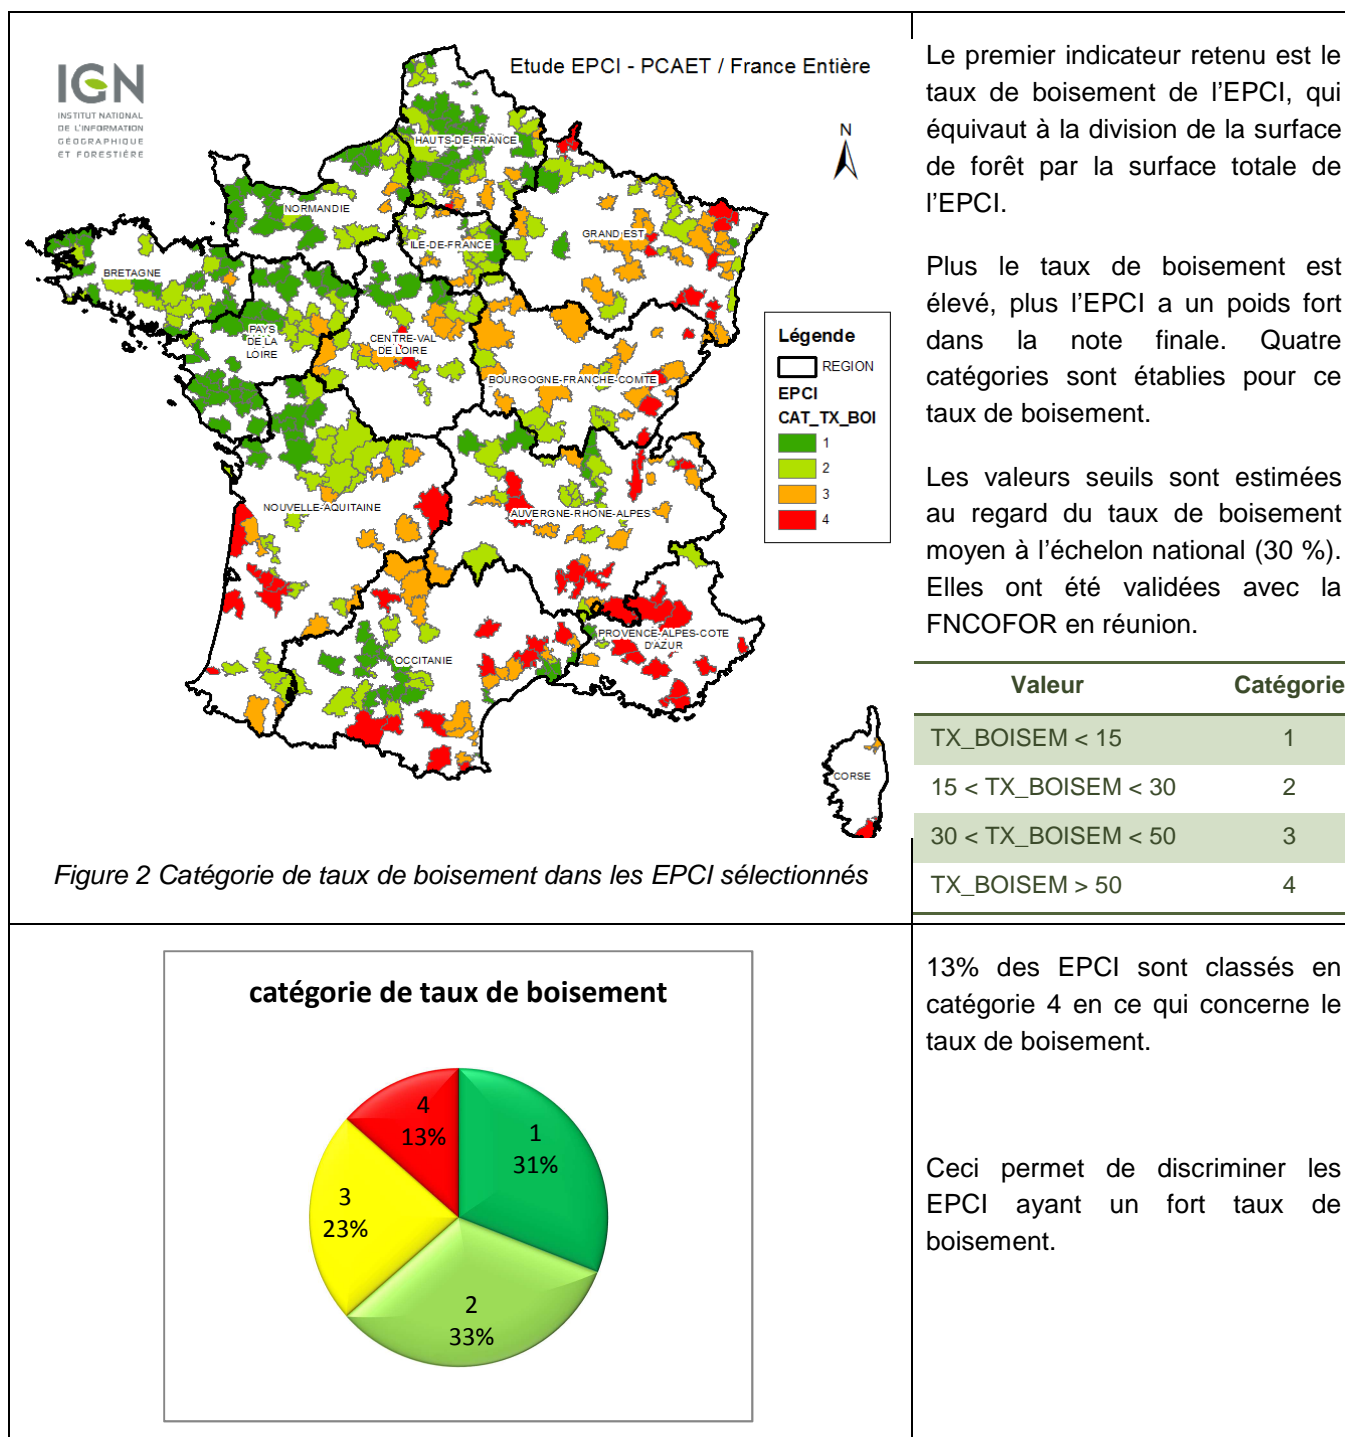 IGN
INSTITUT NATIONAL
DE L'INFORMATION
GÉOGRAPHIQUE
ET FORESTIÈRE
Etude EPCI - PCAET / France Entière
N
HAUTS-DE-FRANCE
NORMANDIE
ILE-DE-FRANCE
GRAND EST
BRETAGNE
PAYS
DE LA
LOIRE
CENTRE-VAL
DE LOIRE
BOURGOGNE-FRANCHE-COMTE
NOUVELLE-AQUITAINE
AUVERGNE-RHONE-ALPES
PROVENCE-ALPES-COTE
D'AZUR
OCCITANIE
CORSE
Légende
REGION
EPCI
CAT_TX_BOI
1
2
3
4
Figure 2 Catégorie de taux de boisement dans les EPCI sélectionnés
Le premier indicateur retenu est le
taux de boisement de l'EPCI, qui
équivaut à la division de la surface
de forêt par la surface totale de
l'EPCI.
Plus le taux de boisement est
élevé, plus l'EPCI a un poids fort
dans la note finale. Quatre
catégories sont établies pour ce
taux de boisement.
Les valeurs seuils sont estimées
au regard du taux de boisement
moyen à l'échelon national (30 %).
Elles ont été validées avec la
FNCOFOR en réunion.
Valeur Catégorie
TX_BOISEM < 15 1
15 < TX_BOISEM < 30 2
30 < TX_BOISEM < 50 3
TX_BOISEM > 50 4
catégorie de taux de boisement
4
13%
1
31%
3
23%
2
33%
13% des EPCI sont classés en
catégorie 4 en ce qui concerne le
taux de boisement.
Ceci permet de discriminer les
EPCI ayant un fort taux de
boisement.